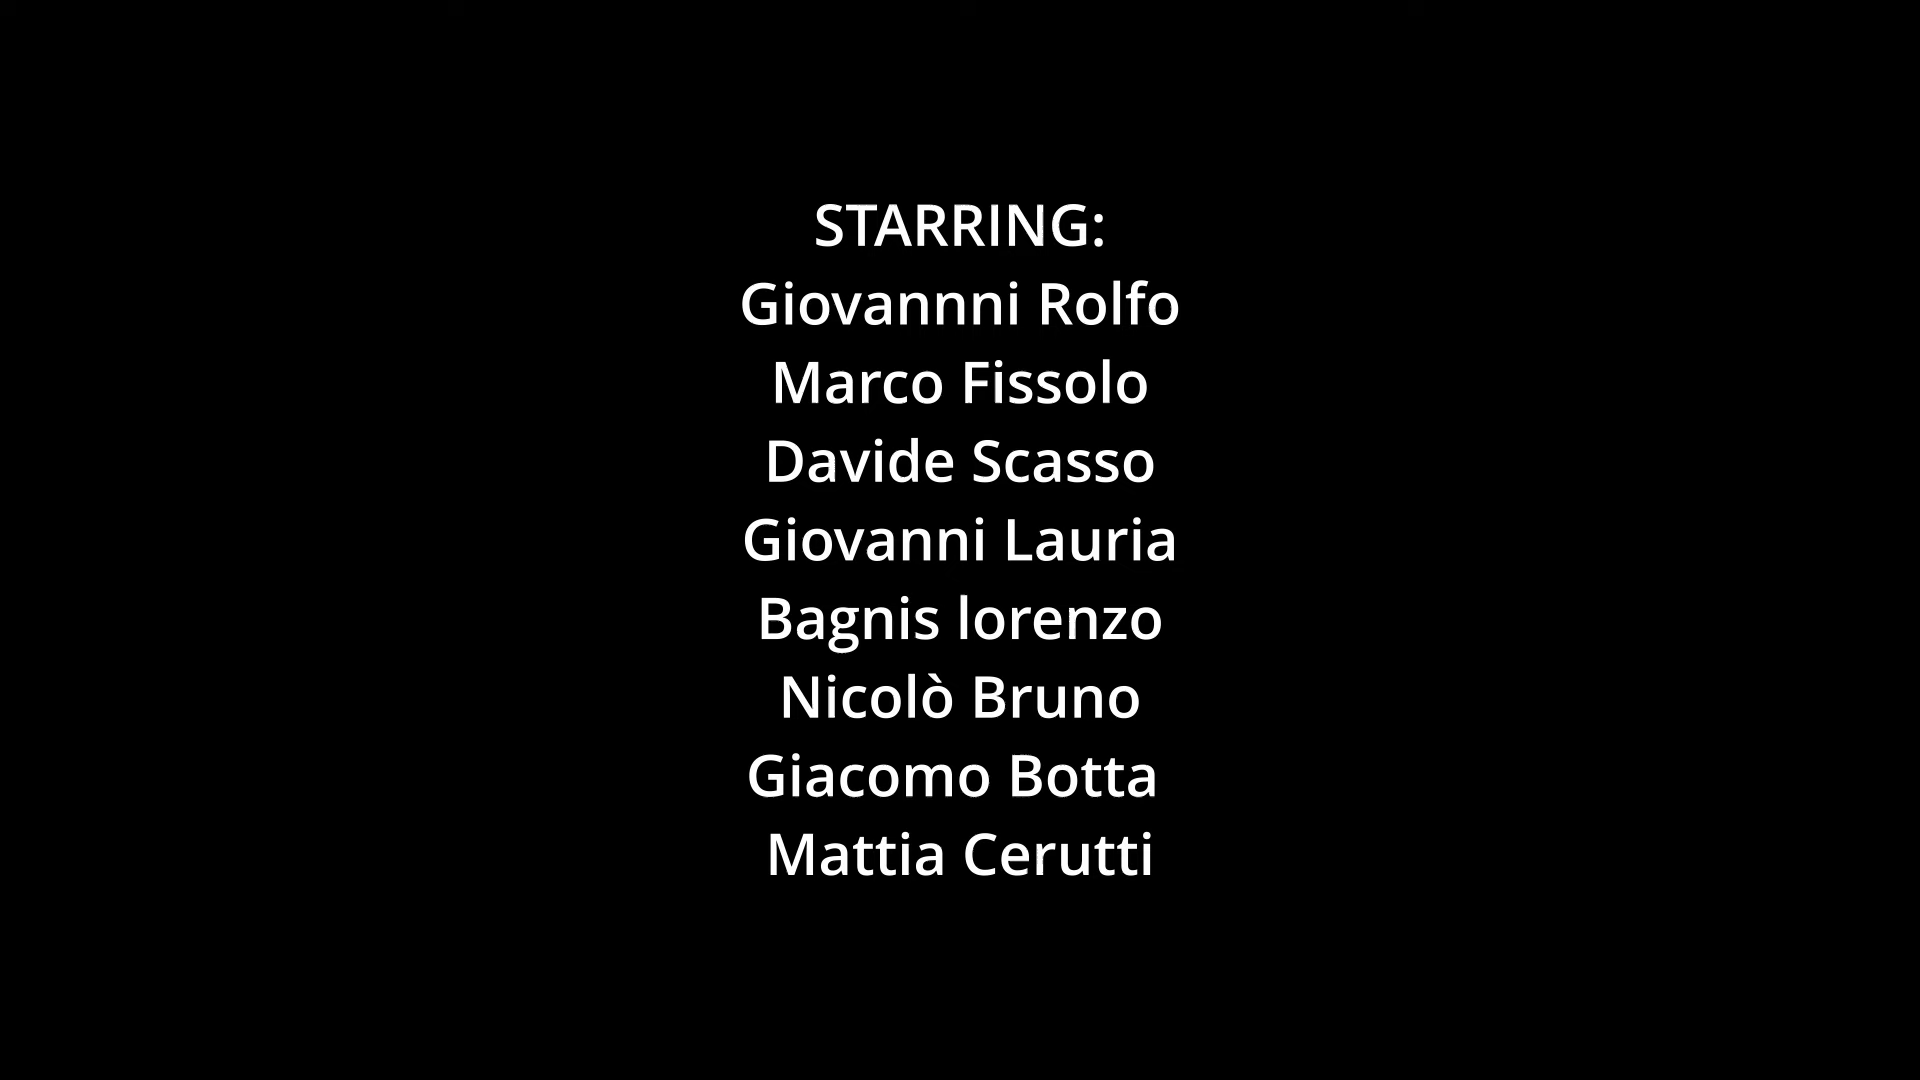 STARRING:
Giovannni Rolfo
Marco Fissolo
Davide Scasso
Giovanni Lauria
Bagnis lorenzo
Nicolò Bruno
Giacomo Botta
Mattia Cerutti